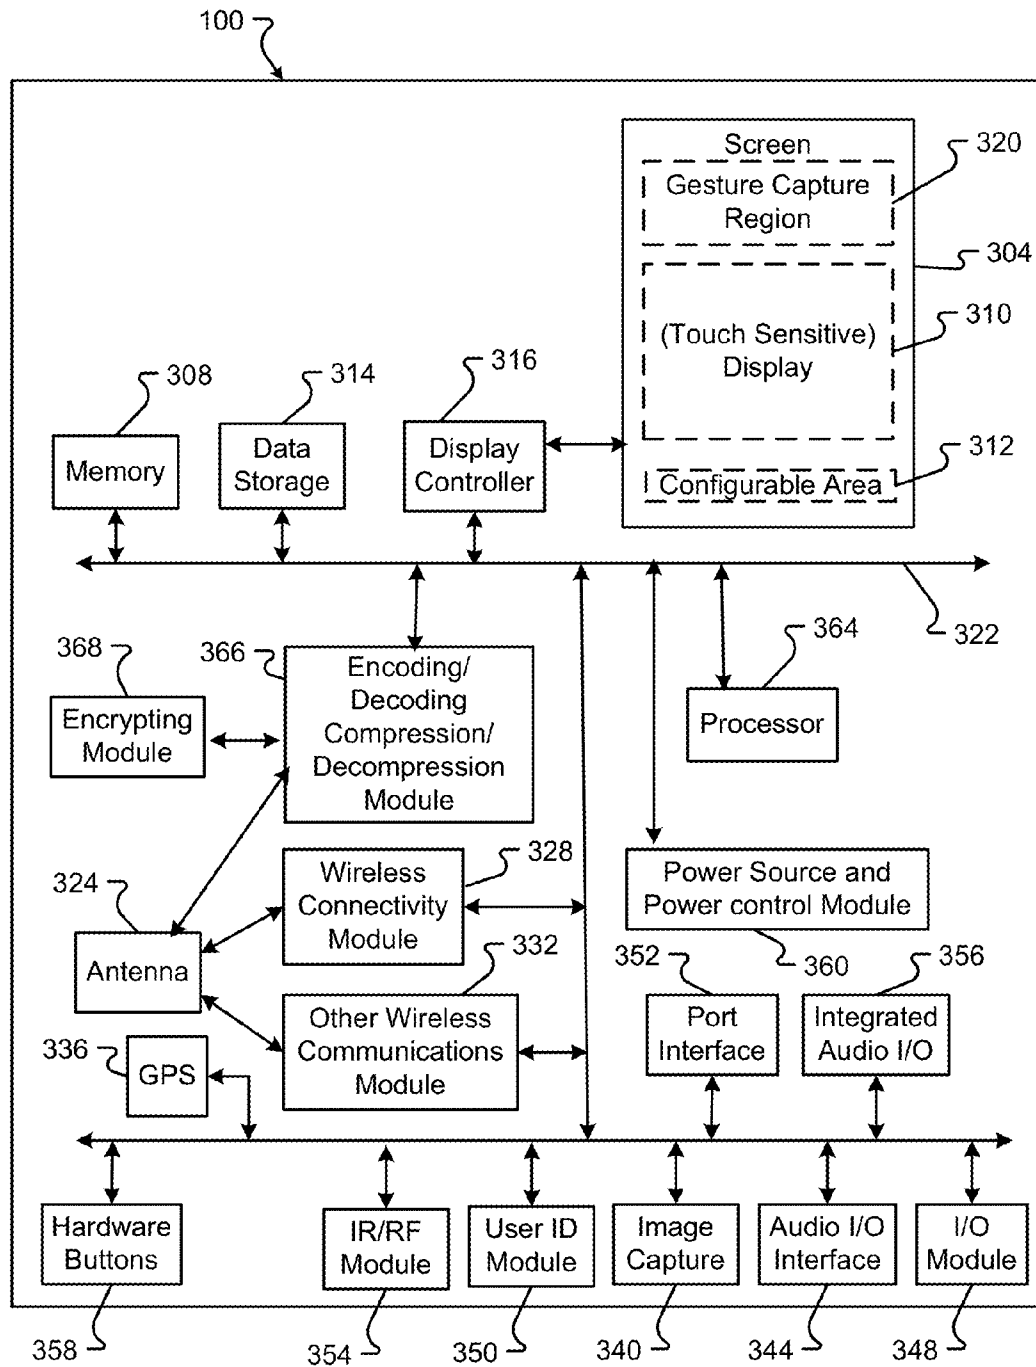 100
Screen
Gesture Capture
Region
320
304
(Touch Sensitive)
Display
310
Configurable Area
312
308
Memory
314
Data
Storage
316
Display
Controller
322
368
Encrypting
Module
366
Encoding/
Decoding
Compression/
Decompression
Module
364
Processor
324
Antenna
Wireless
Connectivity
Module
328
Power Source and
Power control Module
360
332
Other Wireless
Communications
Module
352
Port
Interface
356
Integrated
Audio I/O
336
GPS
Hardware
Buttons
IR/RF
Module
User ID
Module
Image
Capture
Audio I/O
Interface
I/O
Module
358
354
350
340
344
348